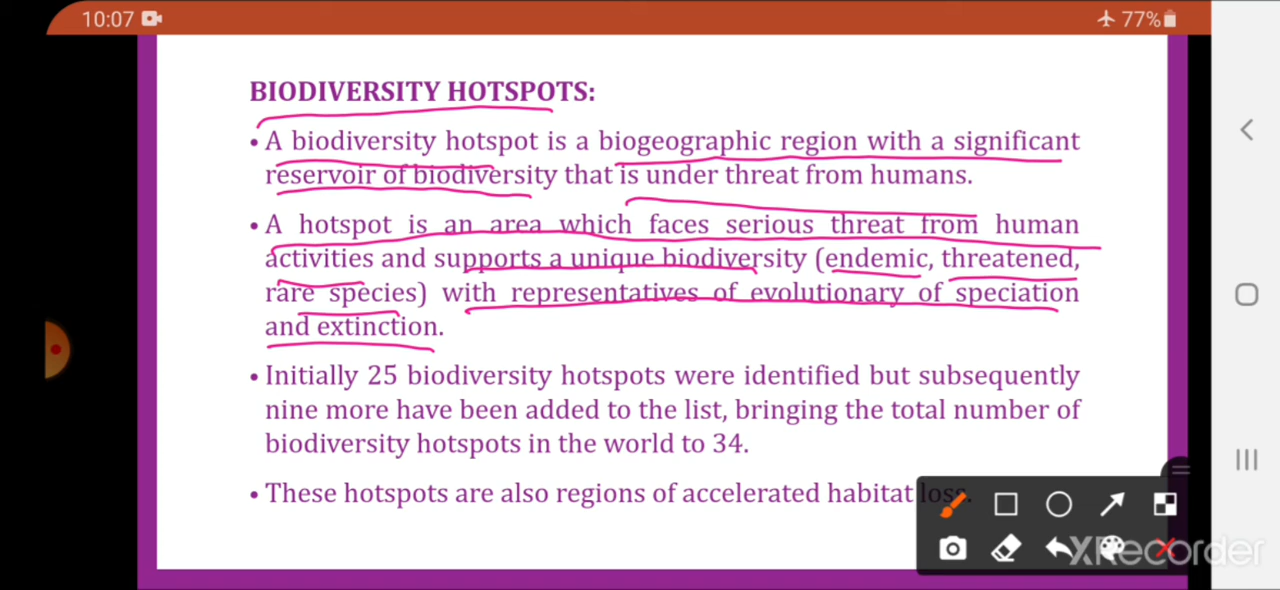 10:07
77%
BIODIVERSITY HOTSPOTS:
• A biodiversity hotspot is a biogeographic region with a significant
reservoir of biodiversity that is under threat from humans.
• A hotspot is an area which faces serious threat from human
activities and supports a unique biodiversity (endemic, threatened,
rare species) with representatives of evolutionary of speciation
and extinction.
• Initially 25 biodiversity hotspots were identified but subsequently
nine more have been added to the list, bringing the total number of
biodiversity hotspots in the world to 34.
• These hotspots are also regions of accelerated habitat loss.
XRecorder